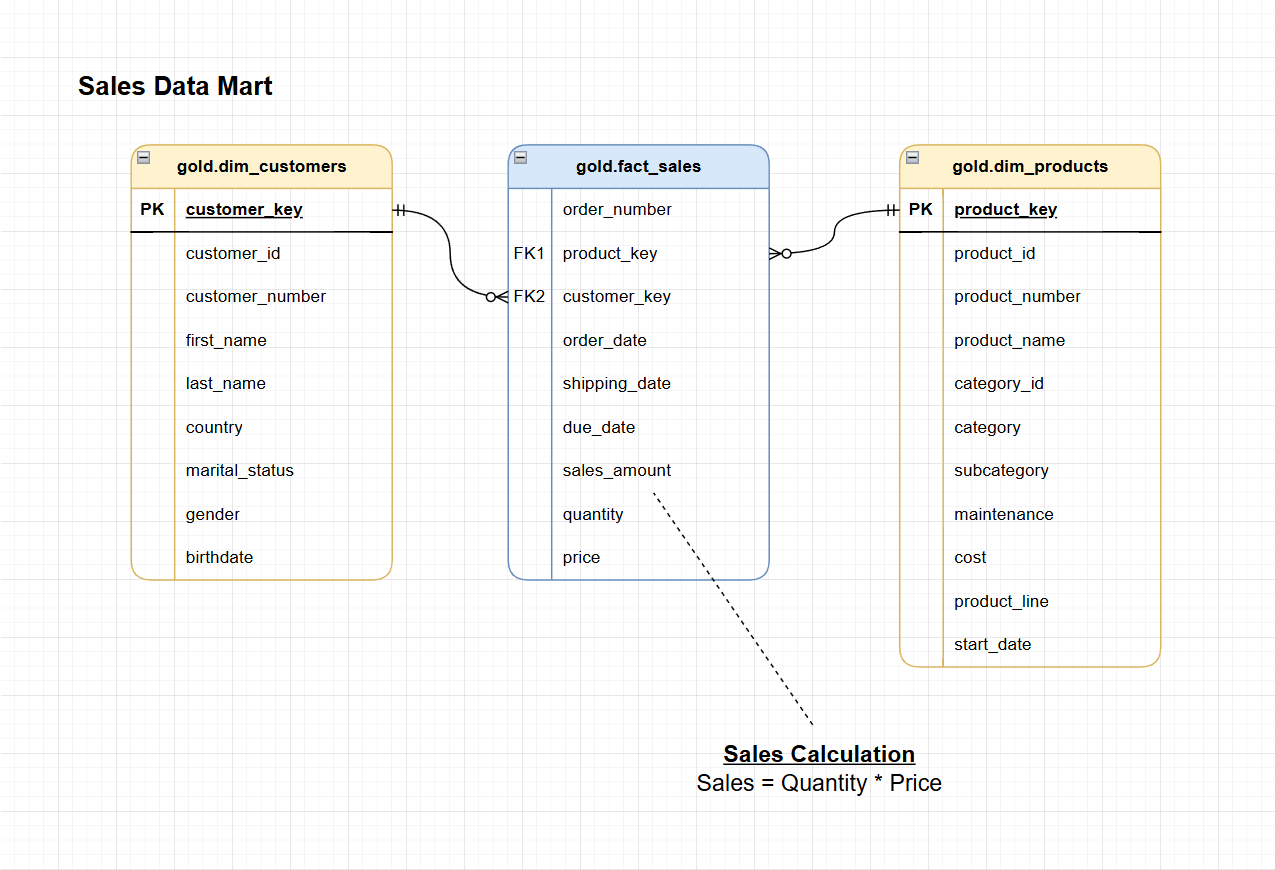 Sales Data Mart
gold.dim_customers
PK customer_key
customer_id
customer_number
first_name
last_name
country
marital_status
gender
birthdate
gold.fact_sales
order_number
FK1 product_key
FK2 customer_key
order_date
shipping_date
due_date
sales_amount
quantity
price
gold.dim_products
PK product_key
product_id
product_number
product_name
category_id
category
subcategory
maintenance
cost
product_line
start_date
Sales Calculation
Sales = Quantity * Price